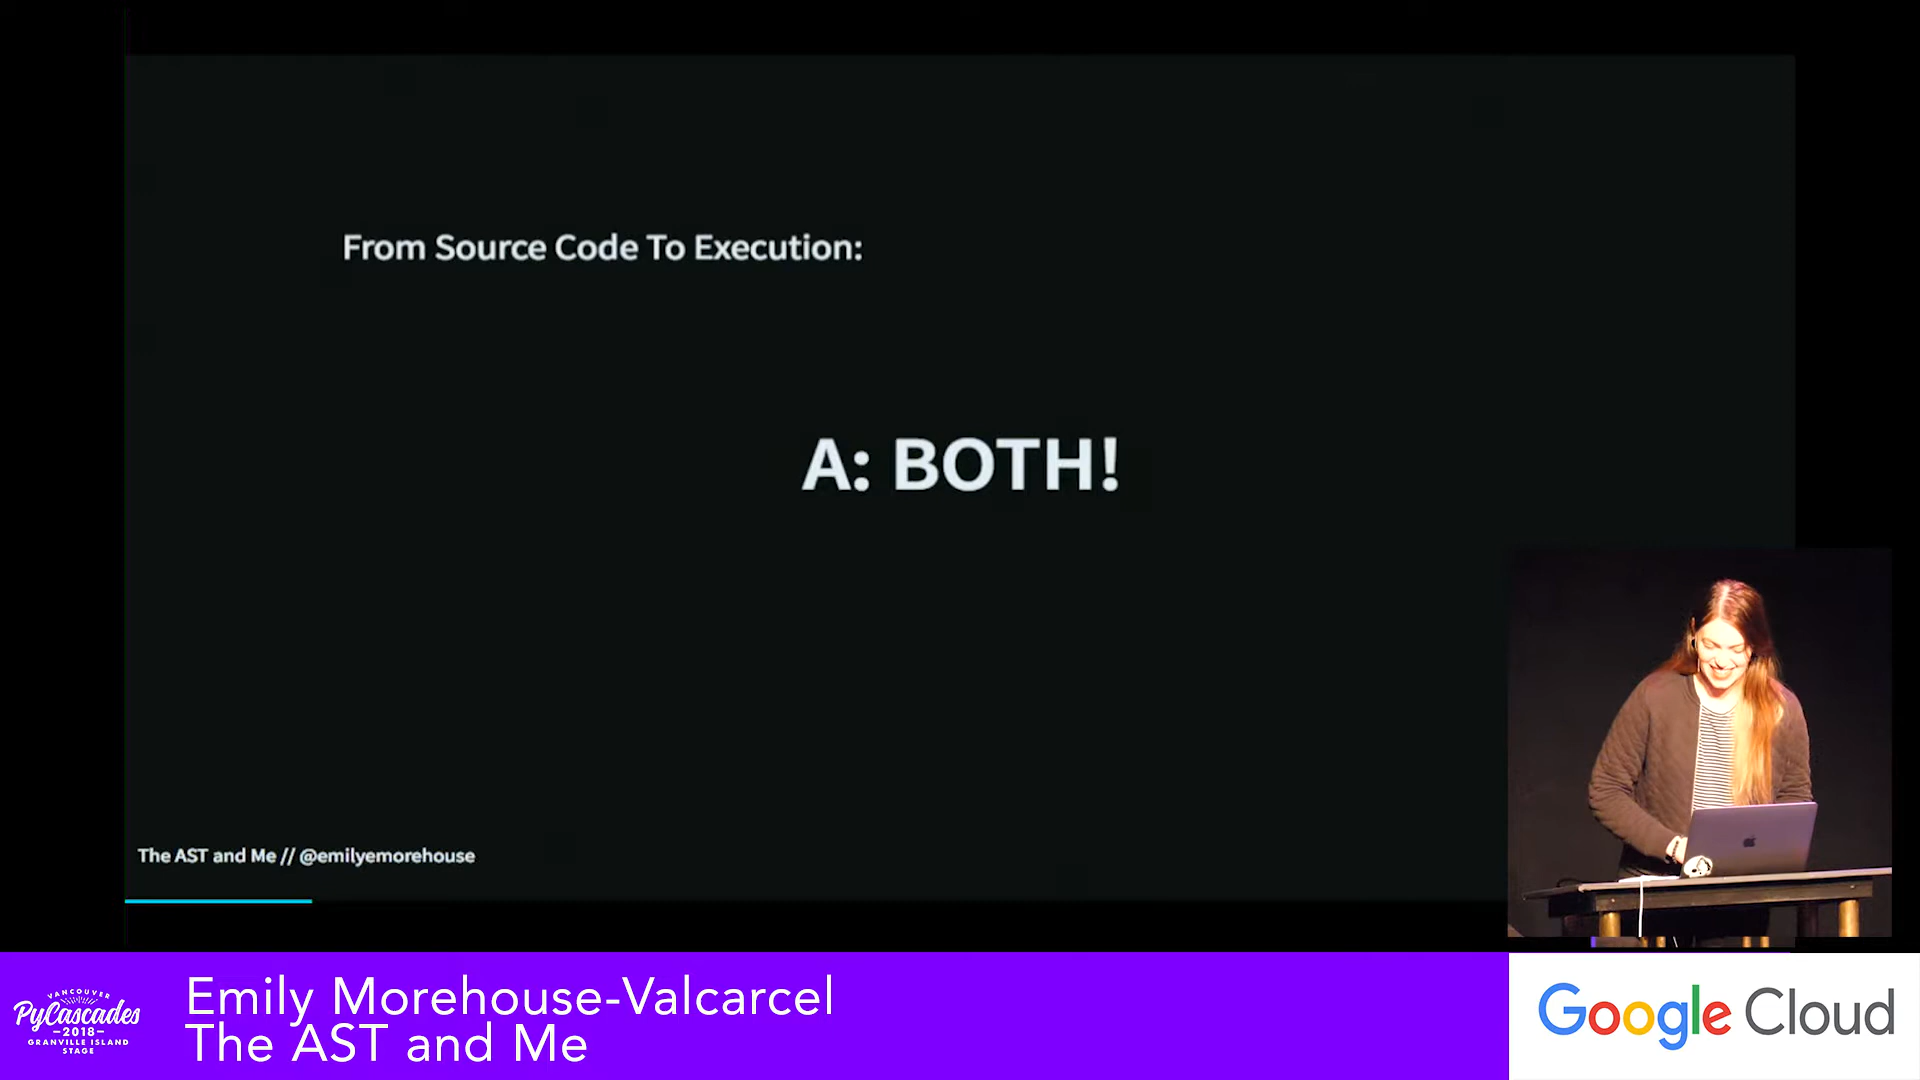 From Source Code To Execution:
A: BOTH!
The AST and Me // @emilyemorehouse
VANCOUVER
PyCascades
-2018-
GRANVILLE ISLAND
STAGE
Emily Morehouse-Valcarcel
The AST and Me
Google Cloud